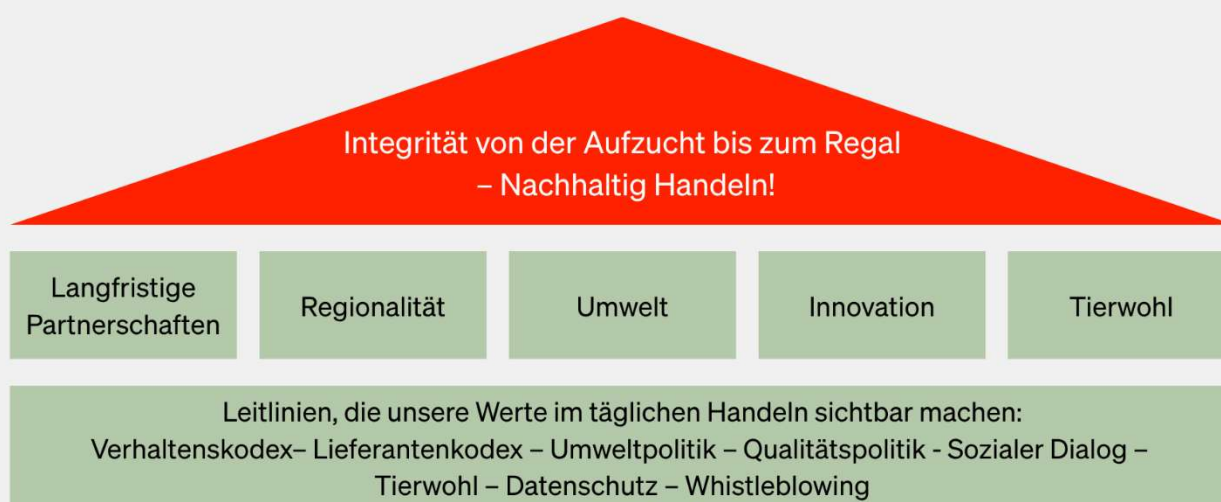 Integrität von der Aufzucht bis zum Regal
– Nachhaltig Handeln!
Langfristige
Partnerschaften
Regionalität
Umwelt
Innovation
Tierwohl
Leitlinien, die unsere Werte im täglichen Handeln sichtbar machen:
Verhaltenskodex– Lieferantenkodex – Umweltpolitik – Qualitätspolitik - Sozialer Dialog –
Tierwohl – Datenschutz – Whistleblowing